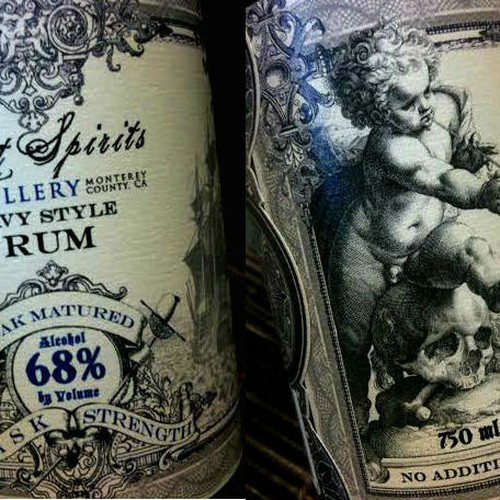 t Spirits
LLERY MONTEREY COUNTY, CA
VY STYLE
RUM
AK MATURED
Alcohol
68%
by Volume
ASK STRENGTH
750 ml
NO ADDITI